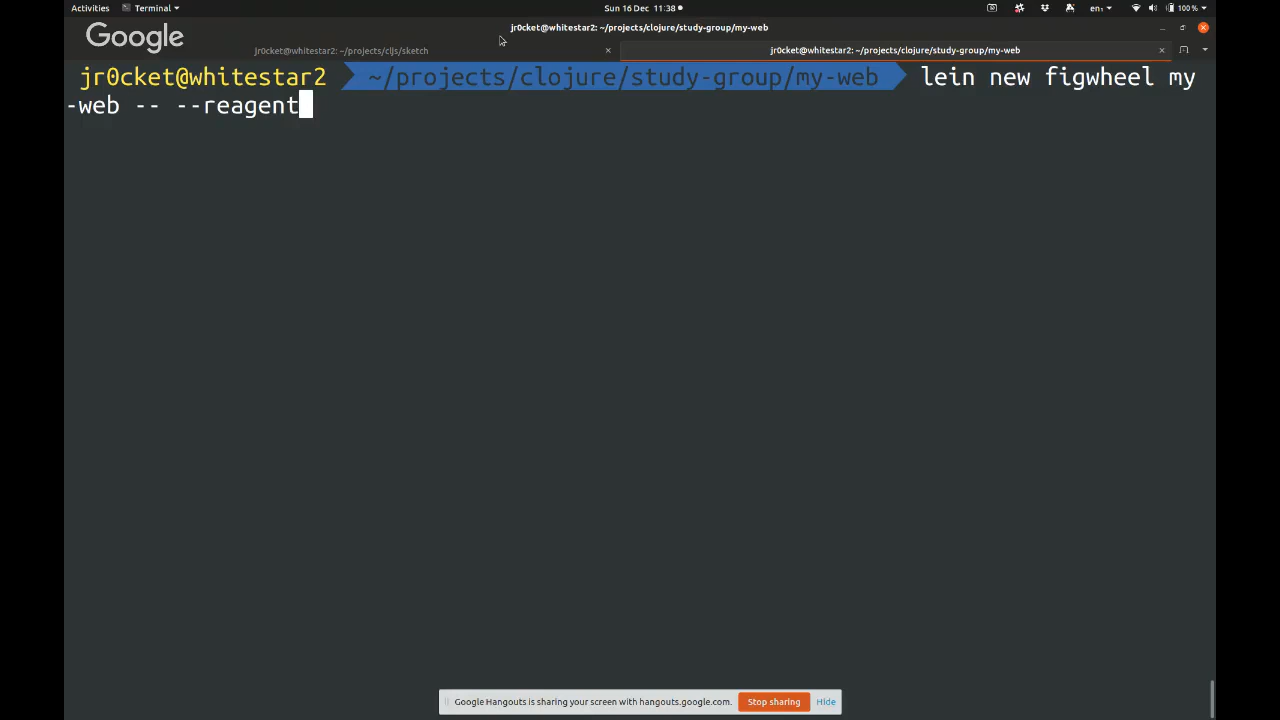 Activities Terminal Sun 16 Dec 11:38 en₁ 100 %
Google
jr0cket@whitestar2: ~/projects/clojure/study-group/my-web
jr0cket@whitestar2: ~/projects/cljs/sketch jr0cket@whitestar2: ~/projects/clojure/study-group/my-web
jr0cket@whitestar2 ~/projects/clojure/study-group/my-web lein new figwheel my
-web -- --reagent
Google Hangouts is sharing your screen with hangouts.google.com. Stop sharing Hide